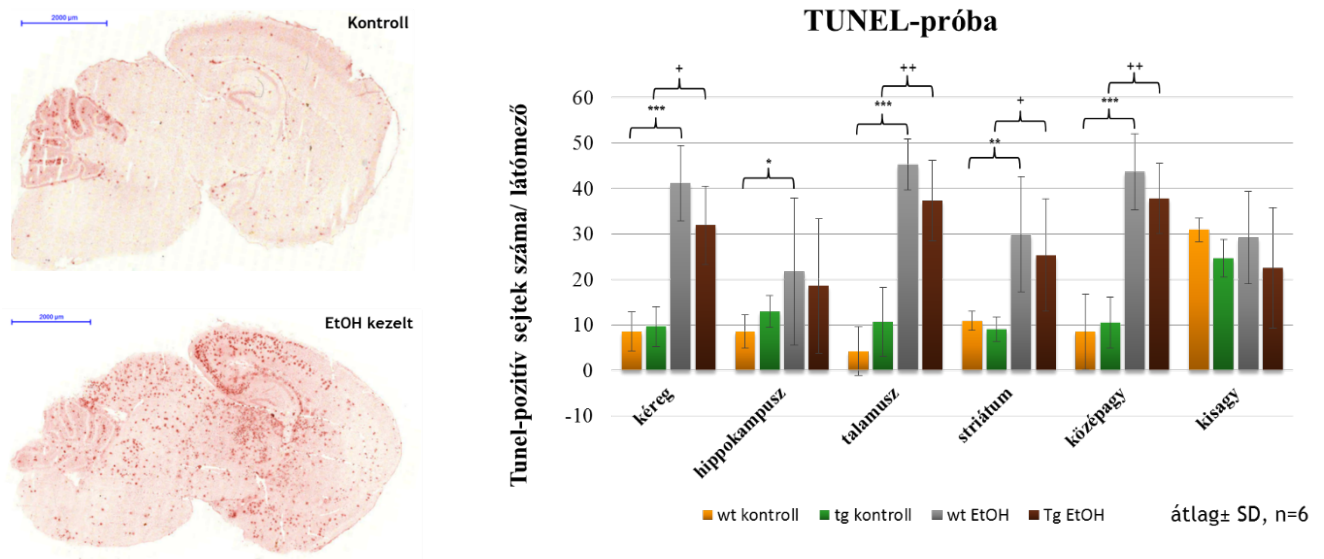 2000 µm
Kontroll
2000 µm
EtOH kezelt
TUNEL-próba
Tunel-pozitív sejtek száma/ látómező
60
50
40
30
20
10
0
-10
+
***
*
++
***
+
**
++
***
kéreg
hippokampusz
talamusz
striátum
középagy
kisagy
wt kontroll
tg kontroll
wt EtOH
Tg EtOH
átlag± SD, n=6